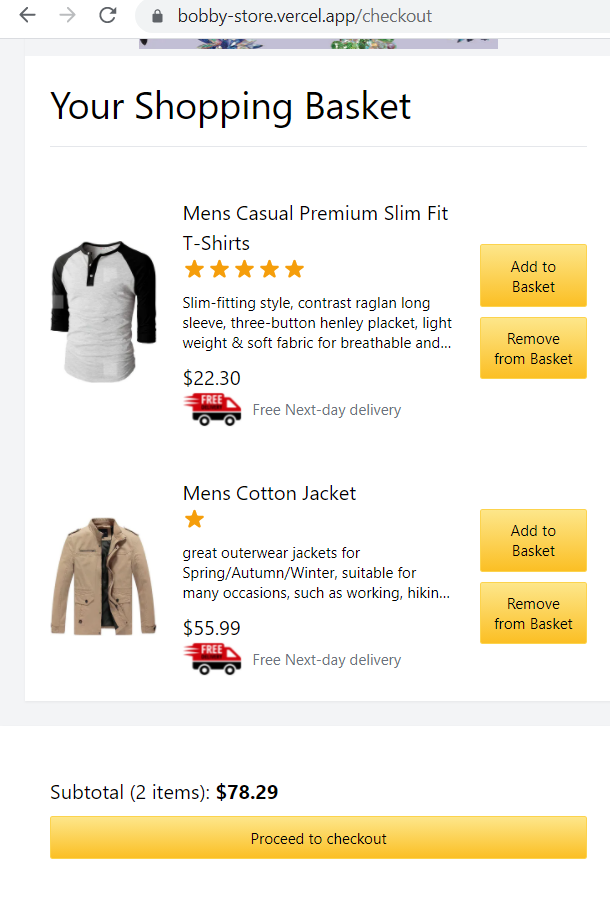 bobby-store.vercel.app/checkout
Your Shopping Basket
Mens Casual Premium Slim Fit
T-Shirts
Slim-fitting style, contrast raglan long
sleeve, three-button henley placket, light
weight & soft fabric for breathable and...
$22.30
FREE
Free Next-day delivery
Add to
Basket
Remove
from Basket
Mens Cotton Jacket
great outerwear jackets for
Spring/Autumn/Winter, suitable for
many occasions, such as working, hikin...
$55.99
FREE
Free Next-day delivery
Add to
Basket
Remove
from Basket
Subtotal (2 items): $78.29
Proceed to checkout